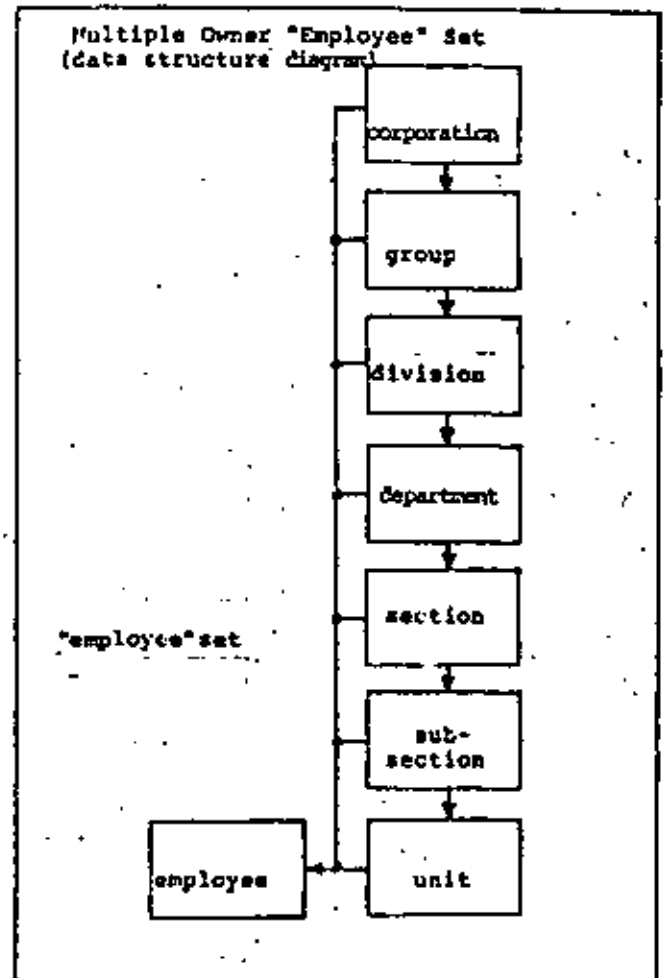 Multiple Owner "Employee" Set
(data structure diagram)
corporation
group
division
department
section
"employee" set
sub-
section
employee
unit